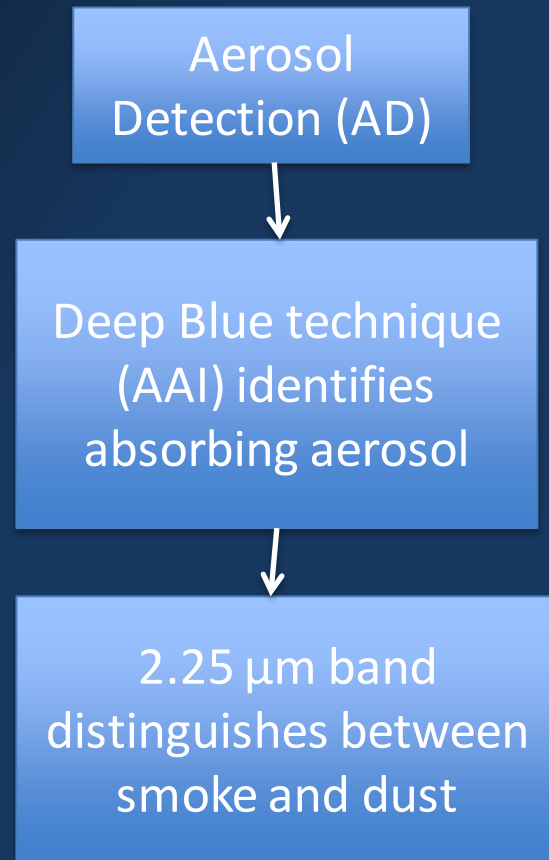 Aerosol
Detection (AD)
Deep Blue technique
(AAI) identifies
absorbing aerosol
2.25 µm band
distinguishes between
smoke and dust